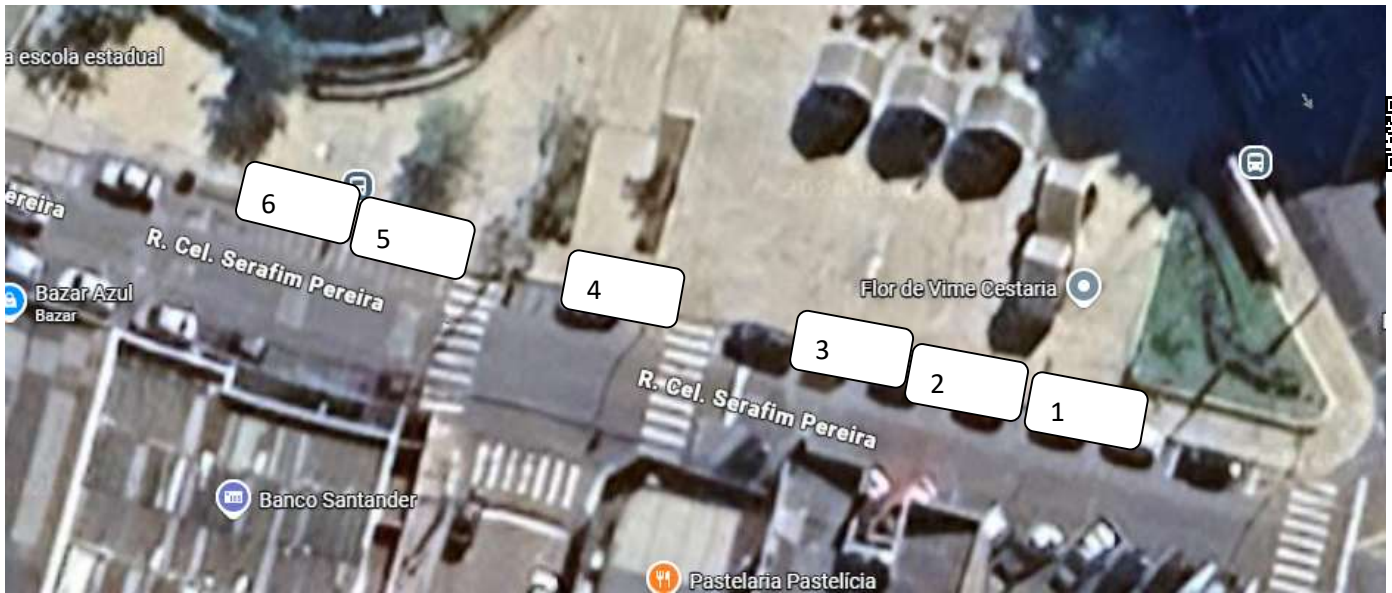 a escola estadual
ereira
6
5
R. Cel. Serafim Pereira
4
Flor de Vime Cestaria
Bazar Azul
Bazar
3
2
1
R. Cel. Serafim Pereira
Banco Santander
Pastelaria Pastelícia